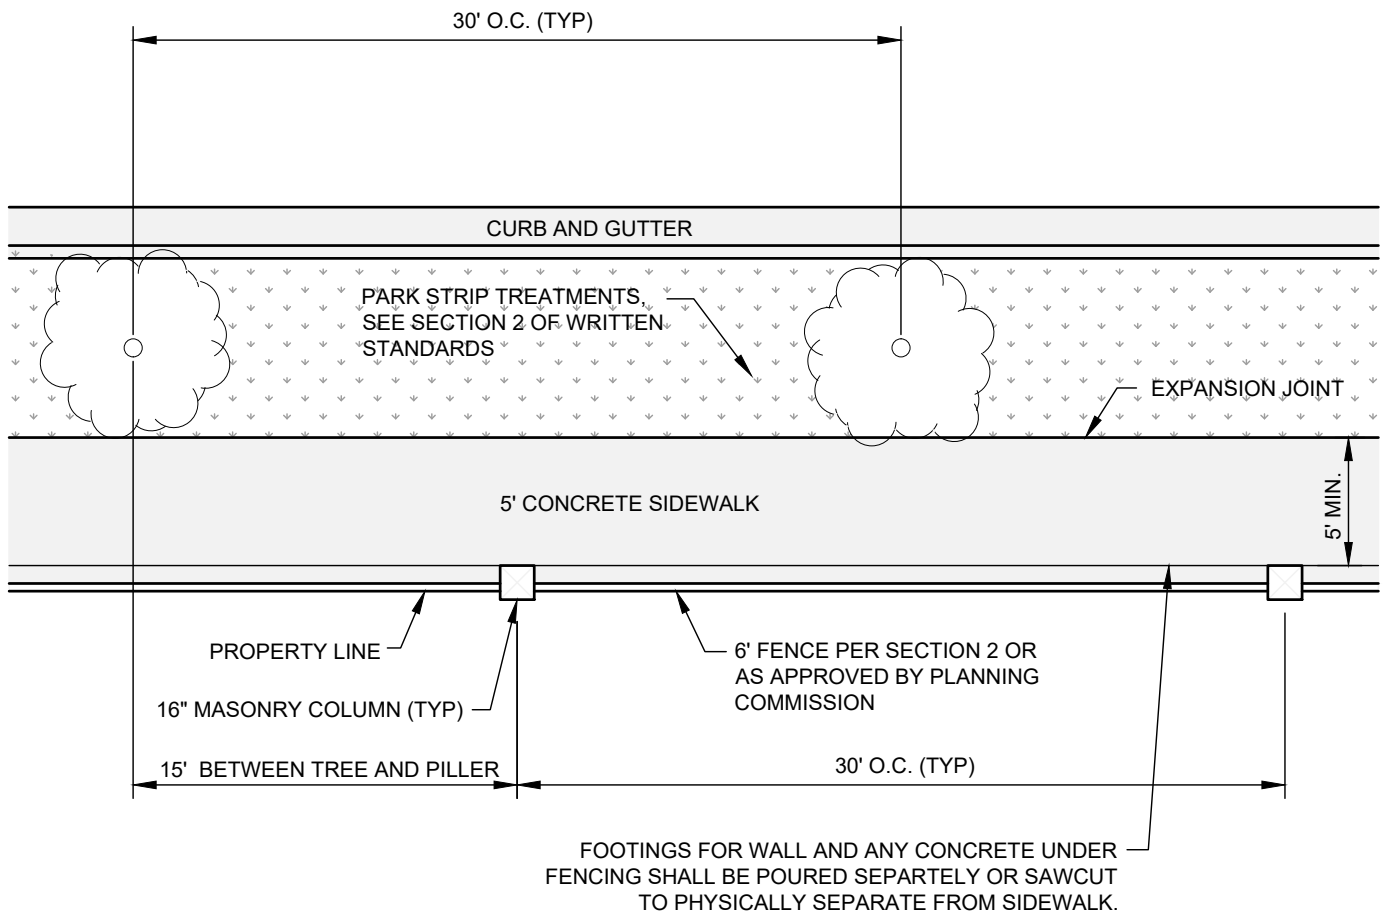 30' O.C. (TYP)
CURB AND GUTTER
PARK STRIP TREATMENTS,
SEE SECTION 2 OF WRITTEN
STANDARDS
EXPANSION JOINT
5' CONCRETE SIDEWALK
5' MIN.
PROPERTY LINE
6' FENCE PER SECTION 2 OR
AS APPROVED BY PLANNING
COMMISSION
16" MASONRY COLUMN (TYP)
15' BETWEEN TREE AND PILLER
30' O.C. (TYP)
FOOTINGS FOR WALL AND ANY CONCRETE UNDER
FENCING SHALL BE POURED SEPARTELY OR SAWCUT
TO PHYSICALLY SEPARATE FROM SIDEWALK.